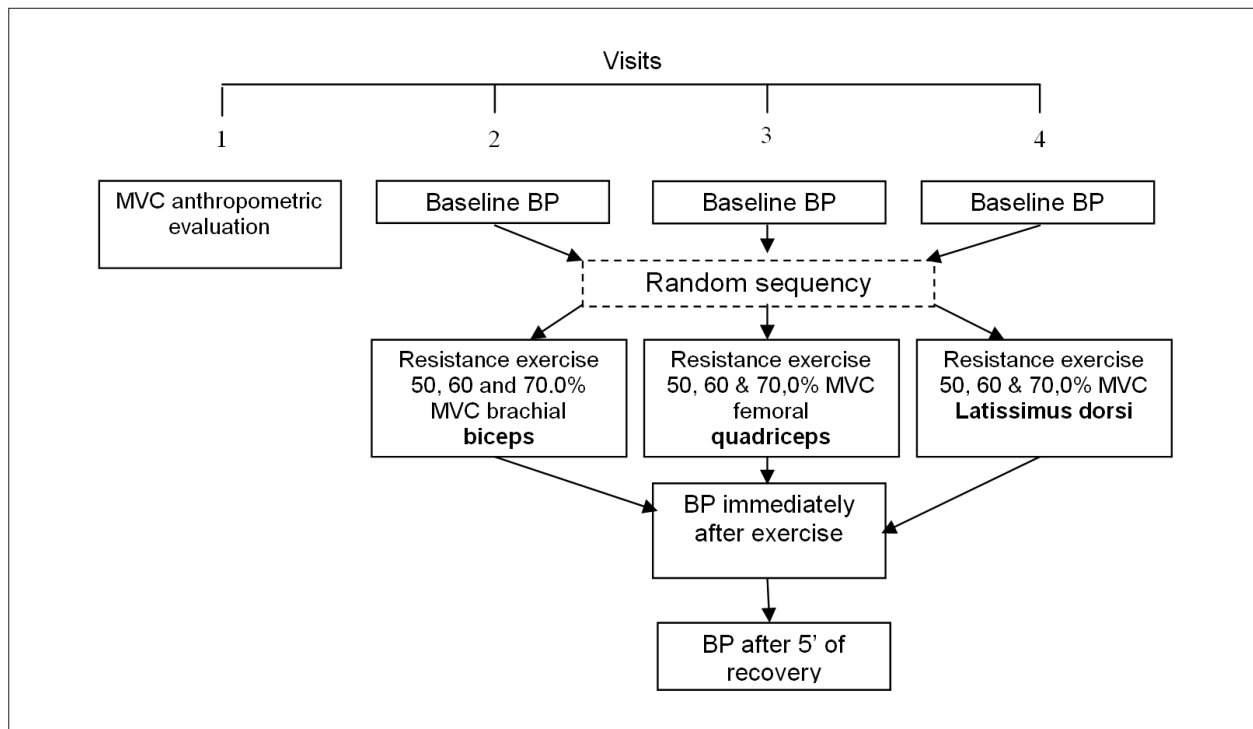 Visits
1
2
3
4
MVC anthropometric
evaluation
Baseline BP
Baseline BP
Baseline BP
Random sequency
Resistance exercise
50, 60 and 70.0%
MVC brachial
biceps
Resistance exercise
50, 60 & 70,0% MVC
femoral
quadriceps
Resistance exercise
50, 60 & 70,0% MVC
Latissimus dorsi
BP immediately
after exercise
BP after 5’ of
recovery